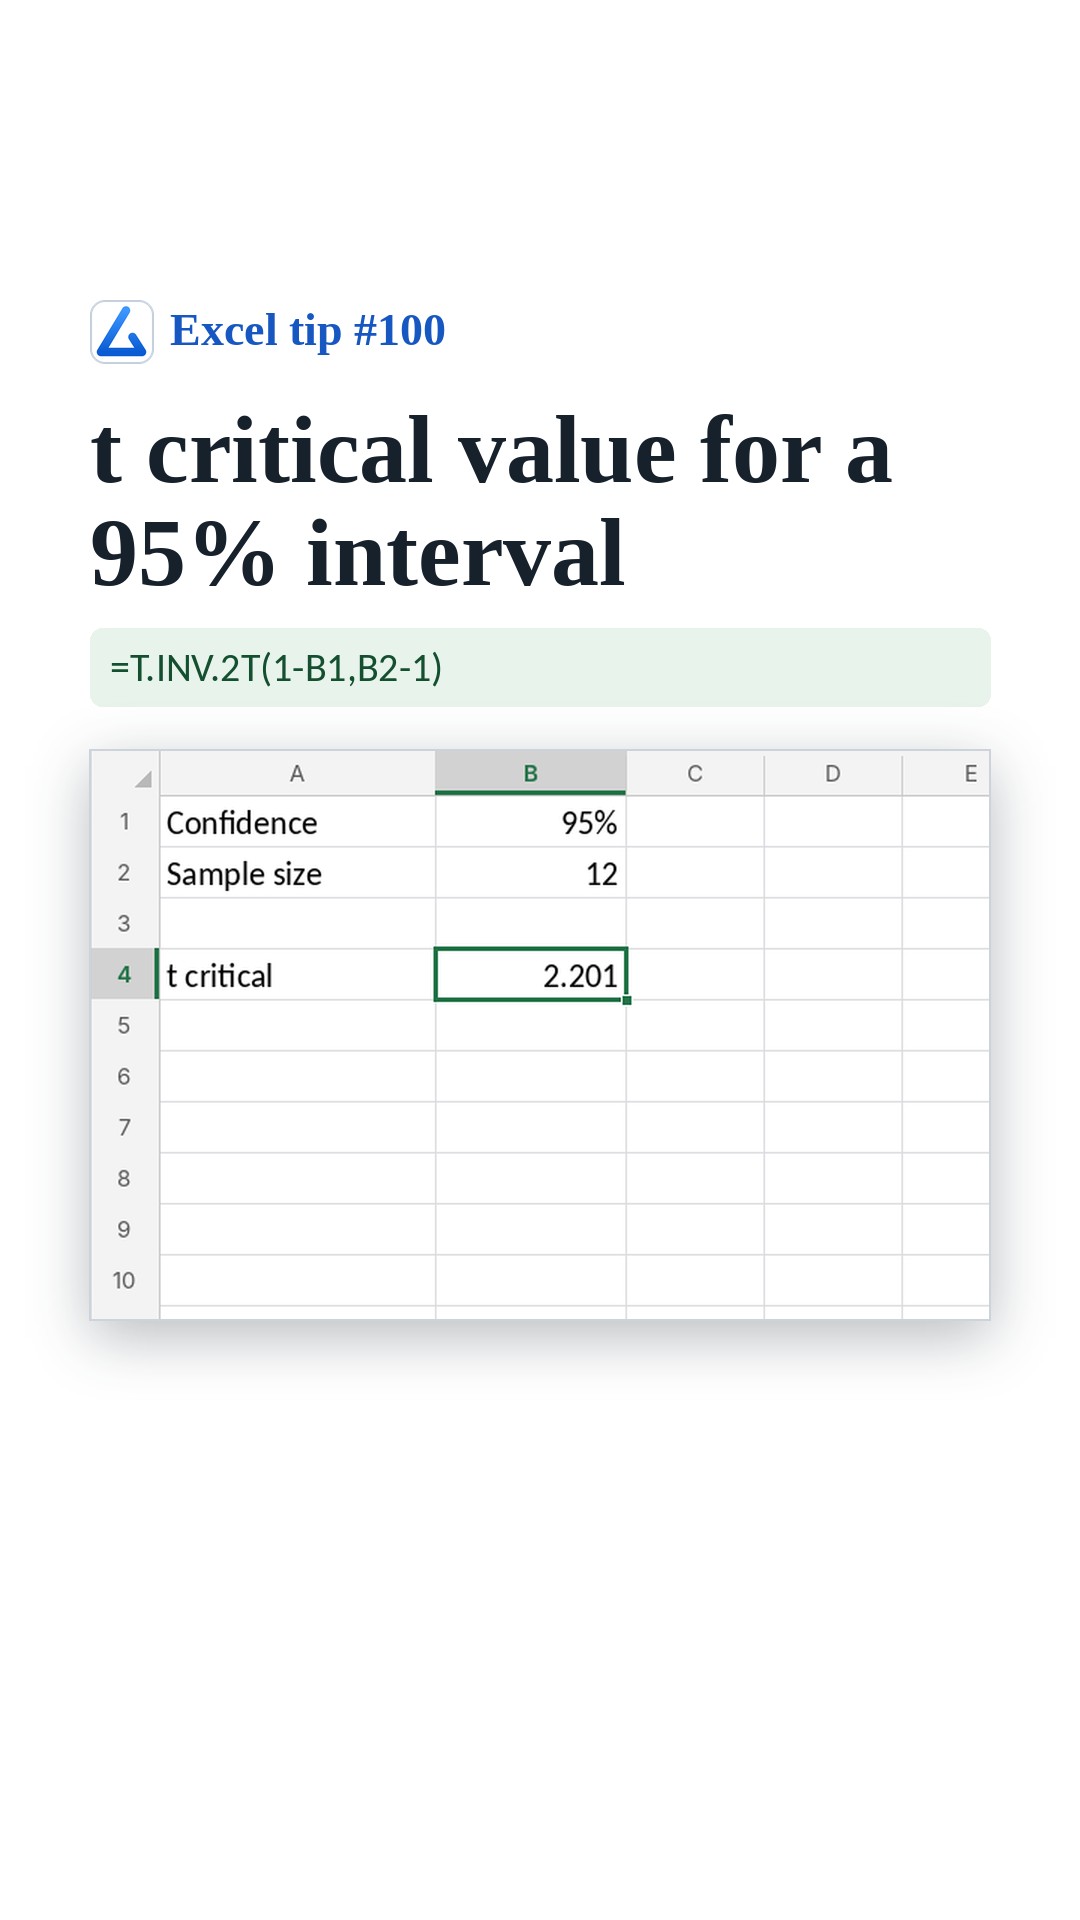 Excel tip #100
t critical value for a
95% interval
=T.INV.2T(1-B1,B2-1)
A B C D E
1 Confidence 95%
2 Sample size 12
3
4 t critical 2.201
5
6
7
8
9
10